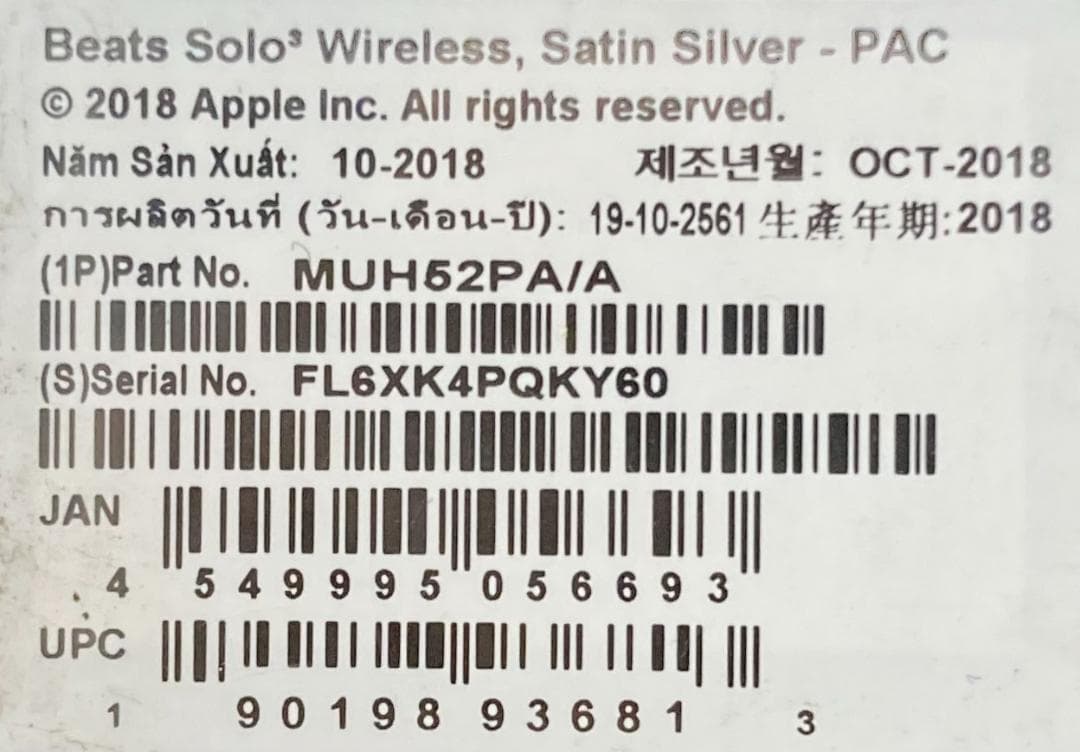 Beats Solo³ Wireless, Satin Silver - PAC
© 2018 Apple Inc. All rights reserved.
Năm Sản Xuất: 10-2018 제조년월: OCT-2018
การผลิตวันที่ (วัน-เดือน-ปี): 19-10-2561 生產年期:2018
(1P)Part No. MUH52PA/A
(S)Serial No. FL6XK4PQKY60
JAN
4 549995 056693
UPC
1 90198 93681 3